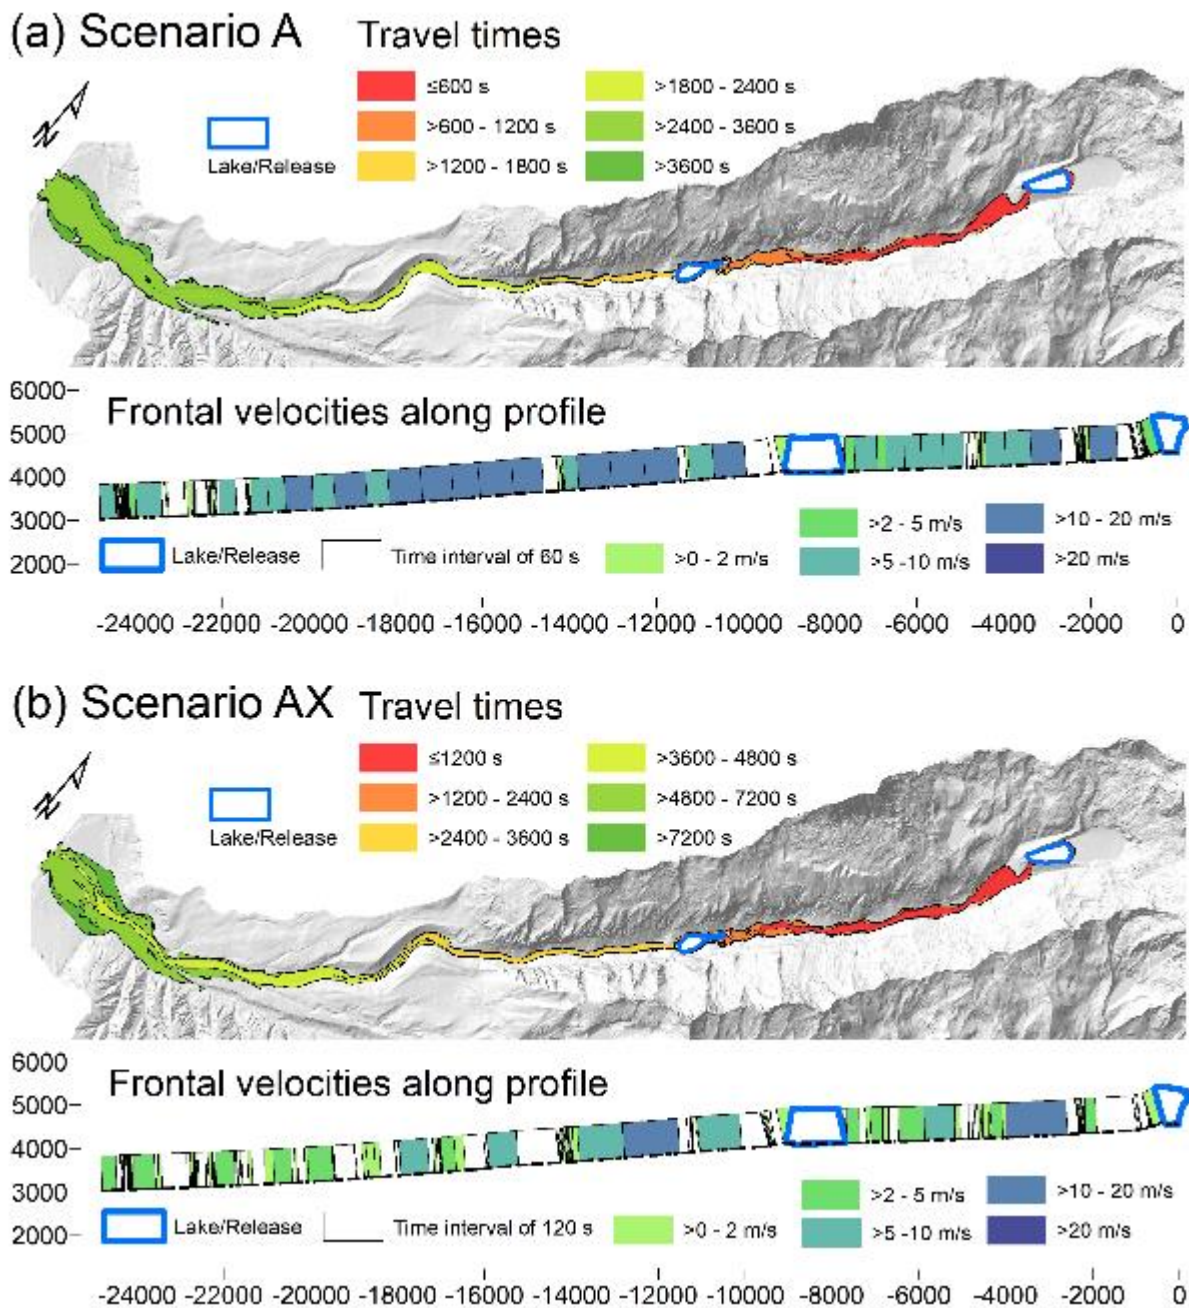 (a) Scenario A
Travel times
≤600 s
>600 - 1200 s
>1200 - 1800 s
>1800 - 2400 s
>2400 - 3600 s
>3600 s
N
Lake/Release
Frontal velocities along profile
6000
5000
4000
3000
2000
Lake/Release
Time interval of 60 s
>0 - 2 m/s
>2 - 5 m/s
>5 -10 m/s
>10 - 20 m/s
>20 m/s
-24000 -22000 -20000 -18000 -16000 -14000 -12000 -10000 -8000 -6000 -4000 -2000 0
(b) Scenario AX
Travel times
≤1200 s
>1200 - 2400 s
>2400 - 3600 s
>3600 - 4800 s
>4800 - 7200 s
>7200 s
N
Lake/Release
Frontal velocities along profile
6000
5000
4000
3000
2000
Lake/Release
Time interval of 120 s
>0 - 2 m/s
>2 - 5 m/s
>5 -10 m/s
>10 - 20 m/s
>20 m/s
-24000 -22000 -20000 -18000 -16000 -14000 -12000 -10000 -8000 -6000 -4000 -2000 0